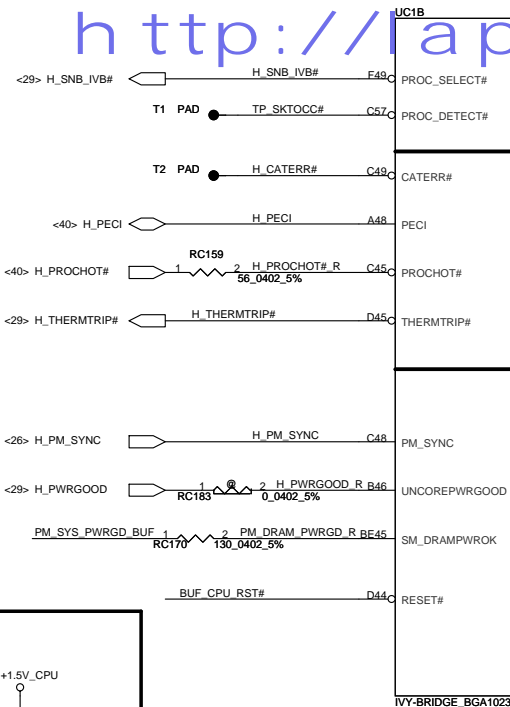 UC1B
http://lap
<29> H_SNB_IVB# H_SNB_IVB# F49 PROC_SELECT#
T1 PAD TP_SKTOCC# C57 PROC_DETECT#
T2 PAD H_CATERR# C49 CATERR#
<40> H_PECI H_PECI A48 PECI
RC159
<40> H_PROCHOT# 1 2 H_PROCHOT#_R C45 PROCHOT#
56_0402_5%
<29> H_THERMTRIP# H_THERMTRIP# D45 THERMTRIP#
<26> H_PM_SYNC H_PM_SYNC C48 PM_SYNC
<29> H_PWRGOOD 1 @ 2 H_PWRGOOD_R B46 UNCOREPWRGOOD
RC183 0_0402_5%
PM_SYS_PWRGD_BUF 1 2 PM_DRAM_PWRGD_R BE45 SM_DRAMPWROK
RC170 130_0402_5%
BUF_CPU_RST# D44 RESET#
+1.5V_CPU
IVY-BRIDGE_BGA1023